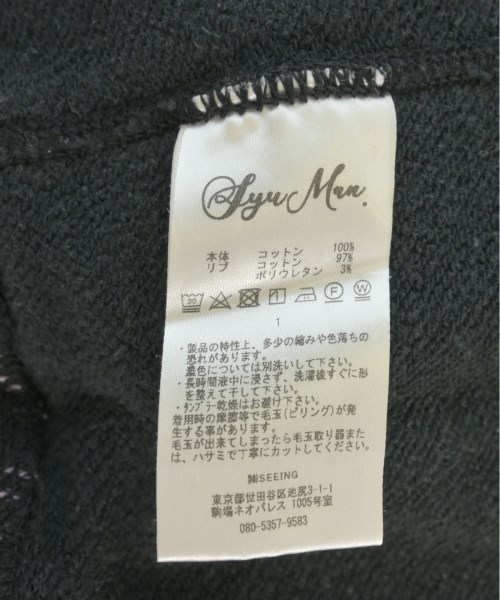 Syu Man.
本体 コットン 100%
リブ コットン 97%
ポリウレタン 3%
30 1 F W
1
・製品の特性上、多少の縮みや色落ちの
恐れがあります。
濃色については別洗いして下さい。
・長時間液中に浸さず、洗濯後すぐに形
を整えて干して下さい。
・タンブラー乾燥はお避け下さい。
着用時の摩擦等で毛玉(ピリング)が発
生する事があります。
毛玉が出来てしまったら毛玉取り器また
は、ハサミで丁寧にカットして下さい。
㈱SEEING
東京都世田谷区池尻3-1-1
駒場ネオパレス 1005号室
080-5357-9583